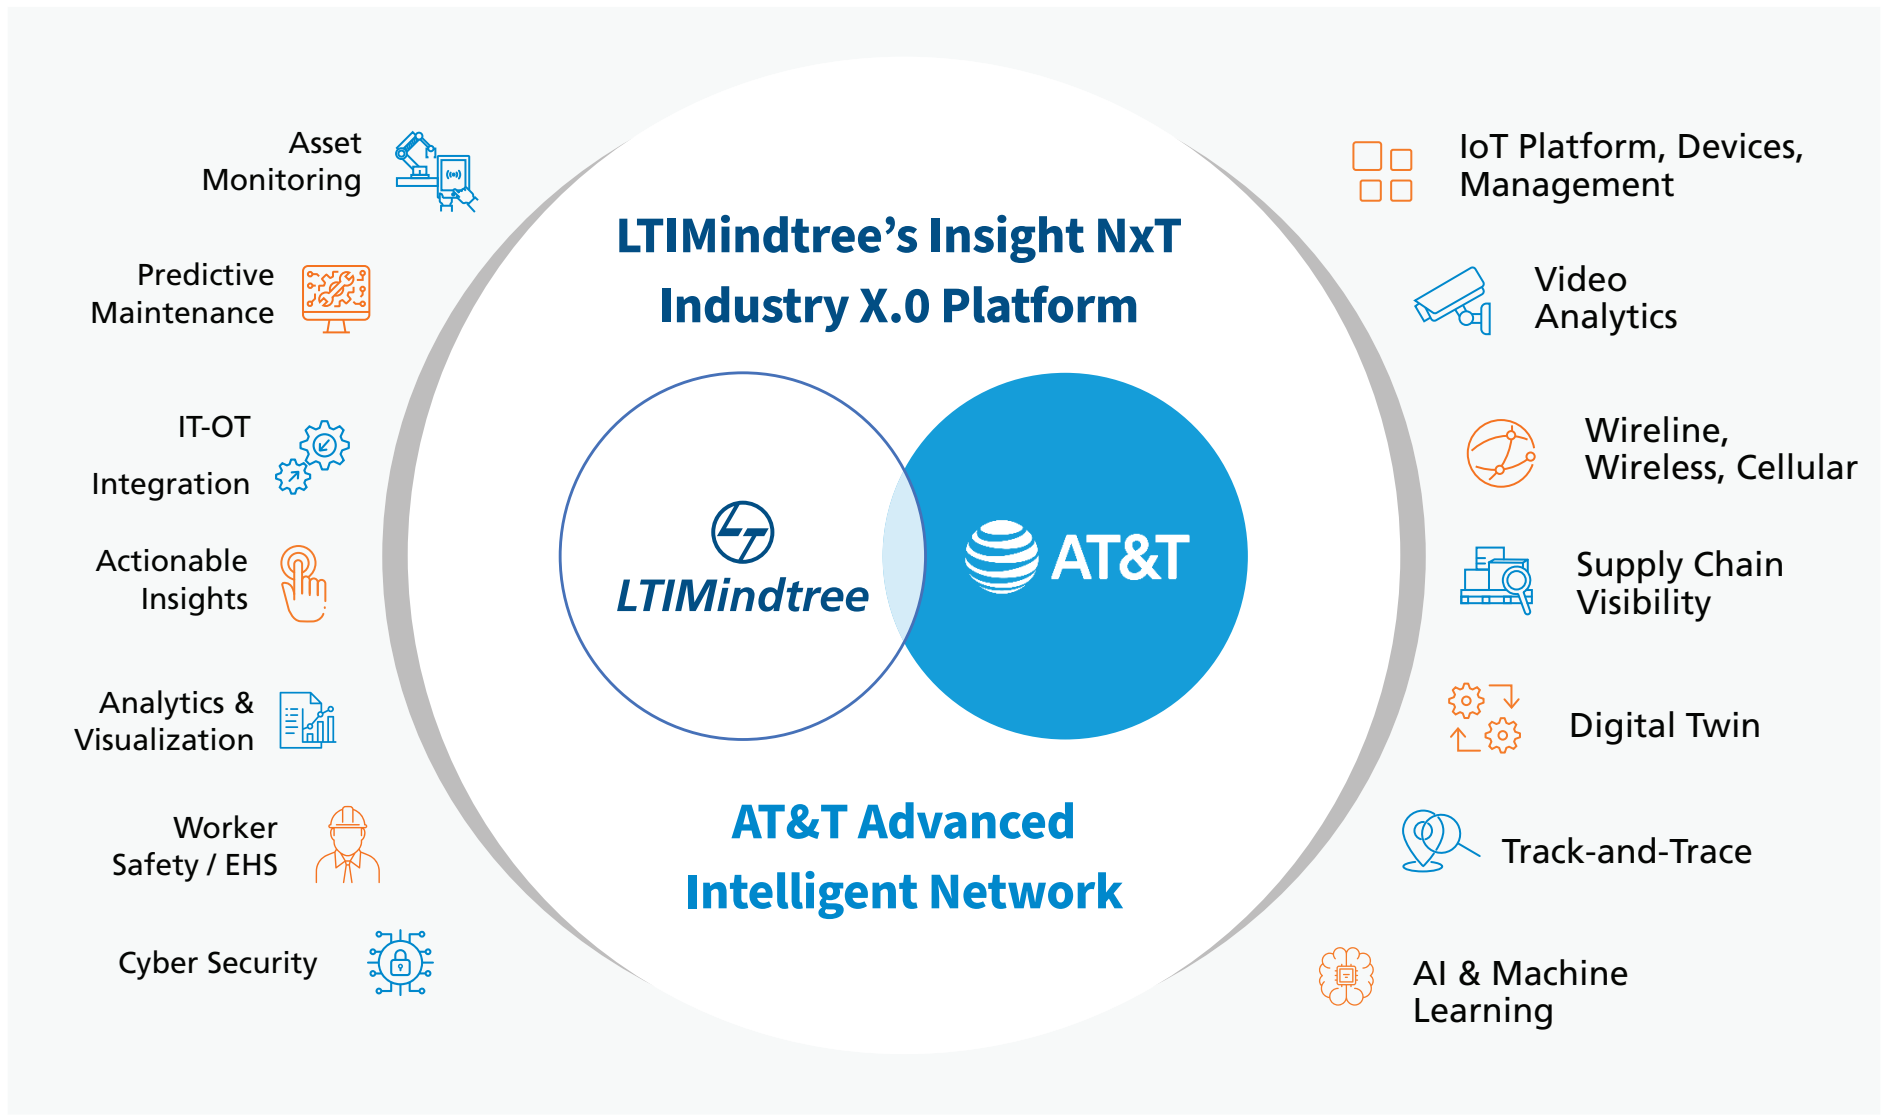 Asset
Monitoring
Predictive
Maintenance
IT-OT
Integration
Actionable
Insights
Analytics &
Visualization
Worker
Safety / EHS
Cyber Security
LTIMindtree’s Insight NxT
Industry X.0 Platform
LT
LTIMindtree
AT&T
AT&T Advanced
Intelligent Network
IoT Platform, Devices,
Management
Video
Analytics
Wireline,
Wireless, Cellular
Supply Chain
Visibility
Digital Twin
Track-and-Trace
AI & Machine
Learning